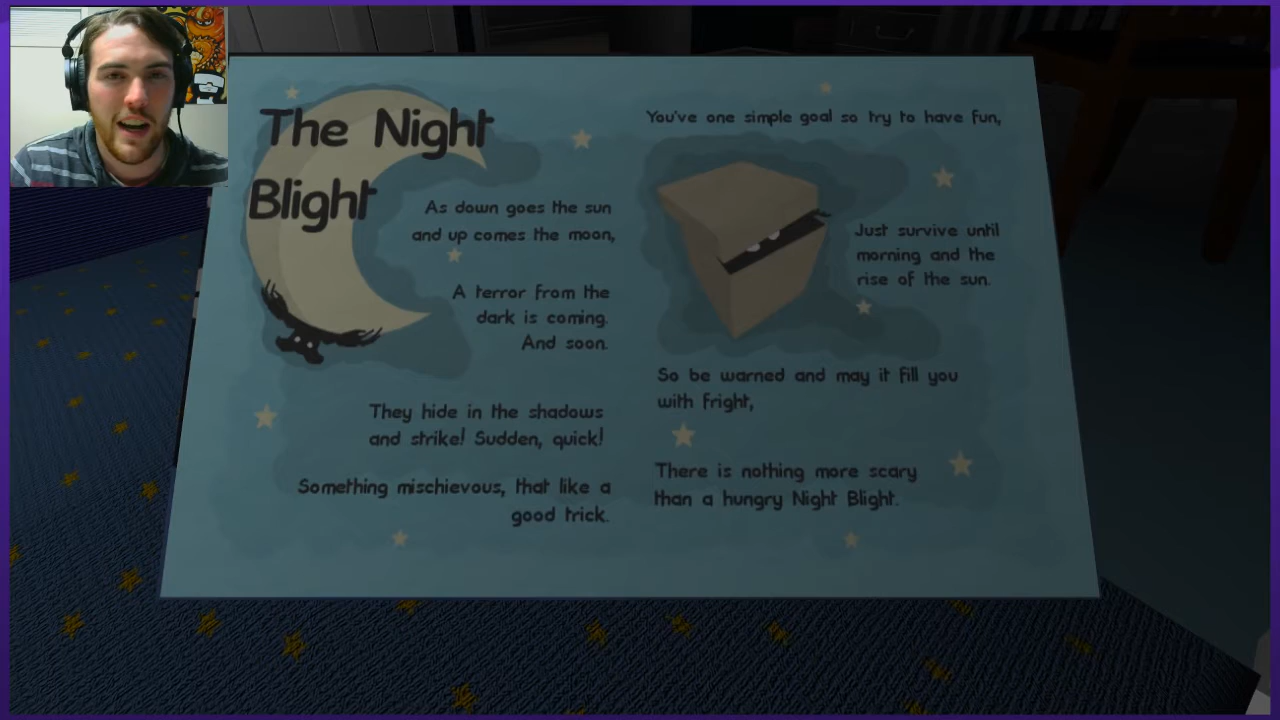 The Night
Blight
As down goes the sun
and up comes the moon,
A terror from the
dark is coming.
And soon.
They hide in the shadows
and strike! Sudden, quick!
Something mischievous, that like a
good trick.
You've one simple goal so try to have fun,
Just survive until
morning and the
rise of the sun.
So be warned and may it fill you
with fright,
There is nothing more scary
than a hungry Night Blight.